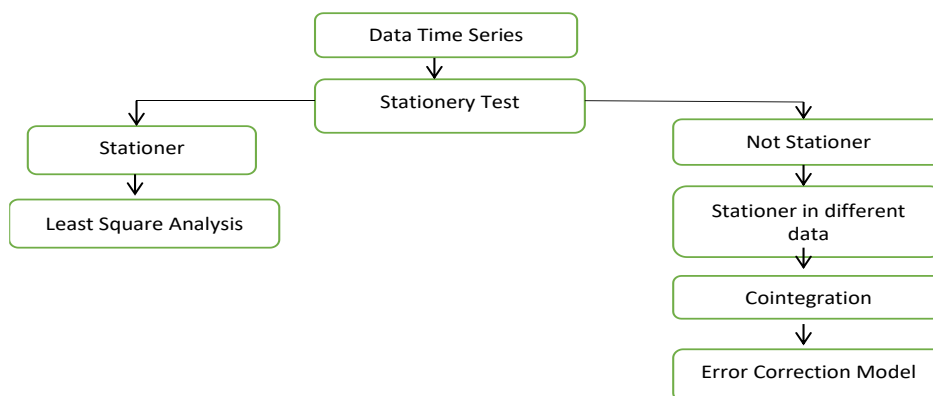 Data Time Series
Stationery Test
Stationer
Not Stationer
Least Square Analysis
Stationer in different
data
Cointegration
Error Correction Model